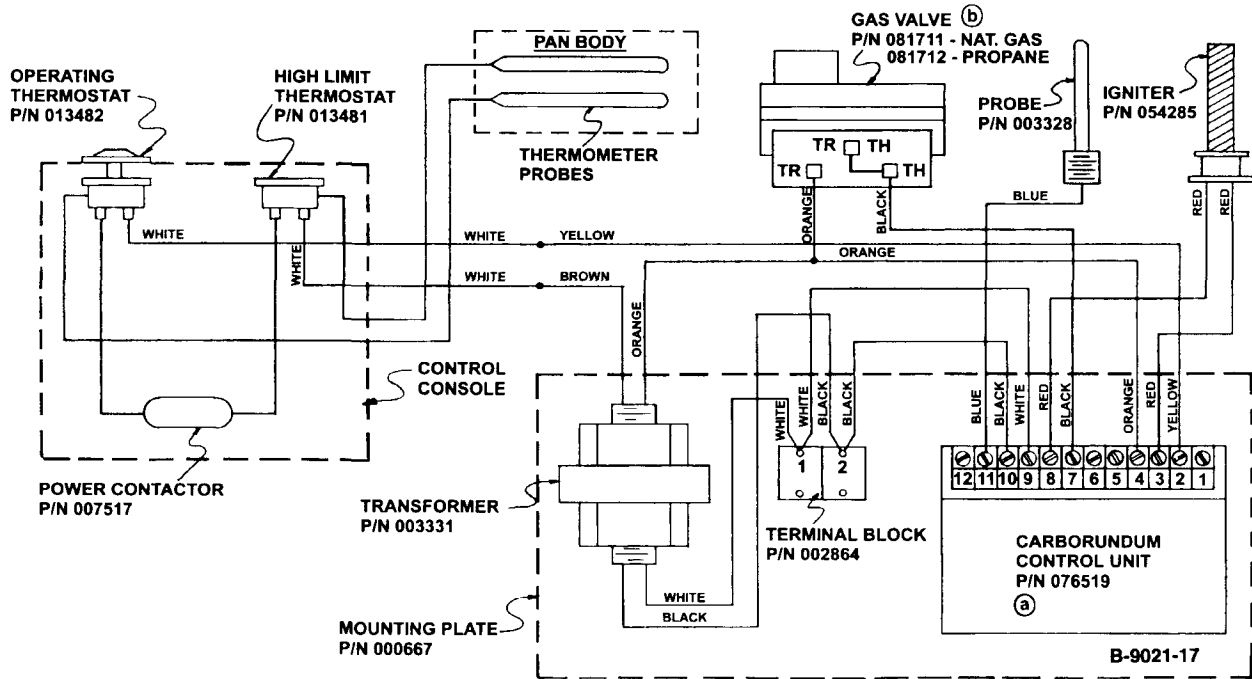 OPERATING
THERMOSTAT
P/N 013482
HIGH LIMIT
THERMOSTAT
P/N 013481
PAN BODY
THERMOMETER
PROBES
GAS VALVE b
P/N 081711 - NAT. GAS
081712 - PROPANE
PROBE
P/N 003328
IGNITER
P/N 054285
TR TH
TR TH
ORANGE
BLACK
BLUE
RED
RED
WHITE
WHITE
WHITE
YELLOW
ORANGE
WHITE
BROWN
ORANGE
CONTROL
CONSOLE
POWER CONTACTOR
P/N 007517
TRANSFORMER
P/N 003331
WHITE
WHITE
BLACK
BLACK
1 2
TERMINAL BLOCK
P/N 002864
BLUE
BLACK
WHITE
RED
BLACK
ORANGE
RED
YELLOW
12 11 10 9 8 7 6 5 4 3 2 1
CARBORUNDUM
CONTROL UNIT
P/N 076519
a
WHITE
BLACK
MOUNTING PLATE
P/N 000667
B-9021-17